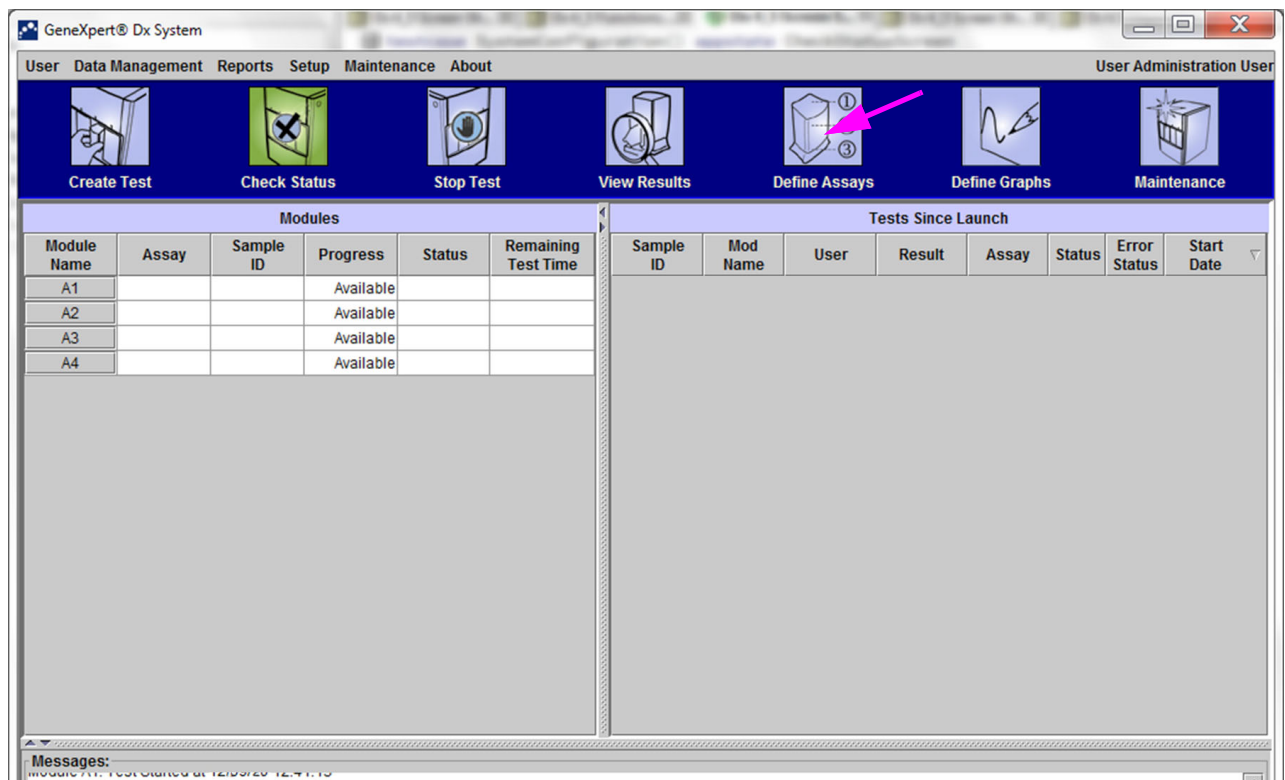 GeneXpert® Dx System
User Data Management Reports Setup Maintenance About User Administration User
① 
③
Create Test Check Status Stop Test View Results Define Assays Define Graphs Maintenance
Modules Tests Since Launch
Module Name Assay Sample ID Progress Status Remaining Test Time Sample ID Mod Name User Result Assay Status Error Status Start Date
A1 Available
A2 Available
A3 Available
A4 Available
Messages: